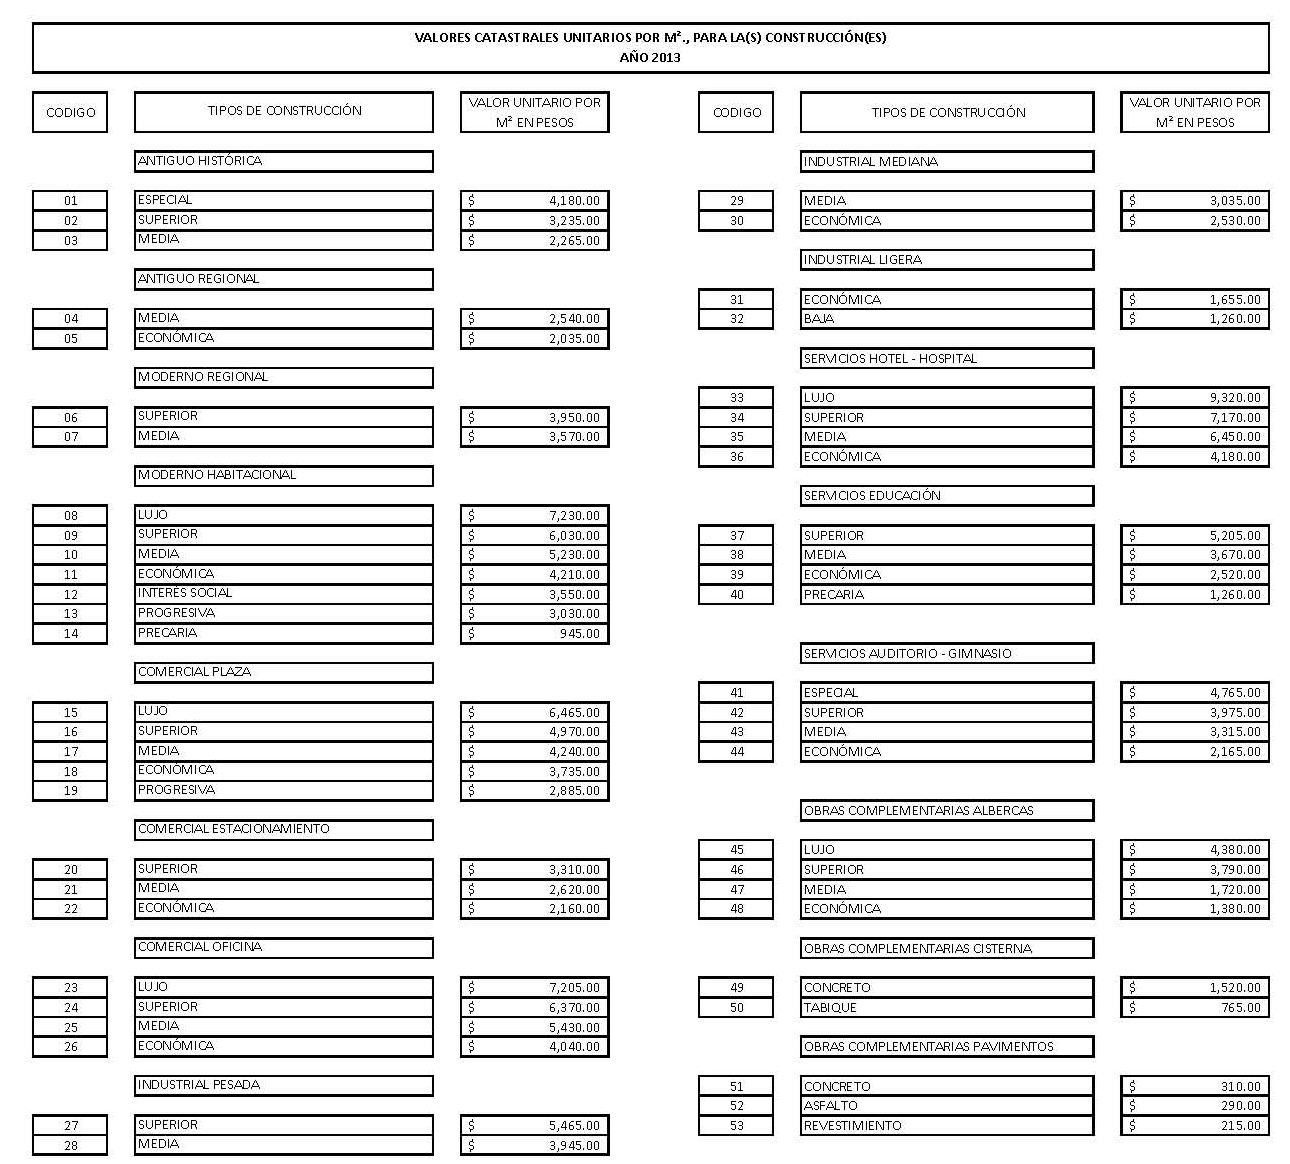 VALORES CATASTRALES UNITARIOS POR M²., PARA LA(S) CONSTRUCCIÓN(ES)
AÑO 2013
CODIGO TIPOS DE CONSTRUCCIÓN VALOR UNITARIO POR M² EN PESOS
ANTIGUO HISTÓRICA
01 ESPECIAL $ 4,180.00
02 SUPERIOR $ 3,235.00
03 MEDIA $ 2,265.00
ANTIGUO REGIONAL
04 MEDIA $ 2,540.00
05 ECONÓMICA $ 2,035.00
MODERNO REGIONAL
06 SUPERIOR $ 3,950.00
07 MEDIA $ 3,570.00
MODERNO HABITACIONAL
08 LUJO $ 7,230.00
09 SUPERIOR $ 6,030.00
10 MEDIA $ 5,230.00
11 ECONÓMICA $ 4,210.00
12 INTERÉS SOCIAL $ 3,550.00
13 PROGRESIVA $ 3,030.00
14 PRECARIA $ 945.00
COMERCIAL PLAZA
15 LUJO $ 6,465.00
16 SUPERIOR $ 4,970.00
17 MEDIA $ 4,240.00
18 ECONÓMICA $ 3,735.00
19 PROGRESIVA $ 2,885.00
COMERCIAL ESTACIONAMIENTO
20 SUPERIOR $ 3,310.00
21 MEDIA $ 2,620.00
22 ECONÓMICA $ 2,160.00
COMERCIAL OFICINA
23 LUJO $ 7,205.00
24 SUPERIOR $ 6,370.00
25 MEDIA $ 5,430.00
26 ECONÓMICA $ 4,040.00
INDUSTRIAL PESADA
27 SUPERIOR $ 5,465.00
28 MEDIA $ 3,945.00
CODIGO TIPOS DE CONSTRUCCIÓN VALOR UNITARIO POR M² EN PESOS
INDUSTRIAL MEDIANA
29 MEDIA $ 3,035.00
30 ECONÓMICA $ 2,530.00
INDUSTRIAL LIGERA
31 ECONÓMICA $ 1,655.00
32 BAJA $ 1,260.00
SERVICIOS HOTEL - HOSPITAL
33 LUJO $ 9,320.00
34 SUPERIOR $ 7,170.00
35 MEDIA $ 6,450.00
36 ECONÓMICA $ 4,180.00
SERVICIOS EDUCACIÓN
37 SUPERIOR $ 5,205.00
38 MEDIA $ 3,670.00
39 ECONÓMICA $ 2,520.00
40 PRECARIA $ 1,260.00
SERVICIOS AUDITORIO - GIMNASIO
41 ESPECIAL $ 4,765.00
42 SUPERIOR $ 3,975.00
43 MEDIA $ 3,315.00
44 ECONÓMICA $ 2,165.00
OBRAS COMPLEMENTARIAS ALBERCAS
45 LUJO $ 4,380.00
46 SUPERIOR $ 3,790.00
47 MEDIA $ 1,720.00
48 ECONÓMICA $ 1,380.00
OBRAS COMPLEMENTARIAS CISTERNA
49 CONCRETO $ 1,520.00
50 TABIQUE $ 765.00
OBRAS COMPLEMENTARIAS PAVIMENTOS
51 CONCRETO $ 310.00
52 ASFALTO $ 290.00
53 REVESTIMIENTO $ 215.00